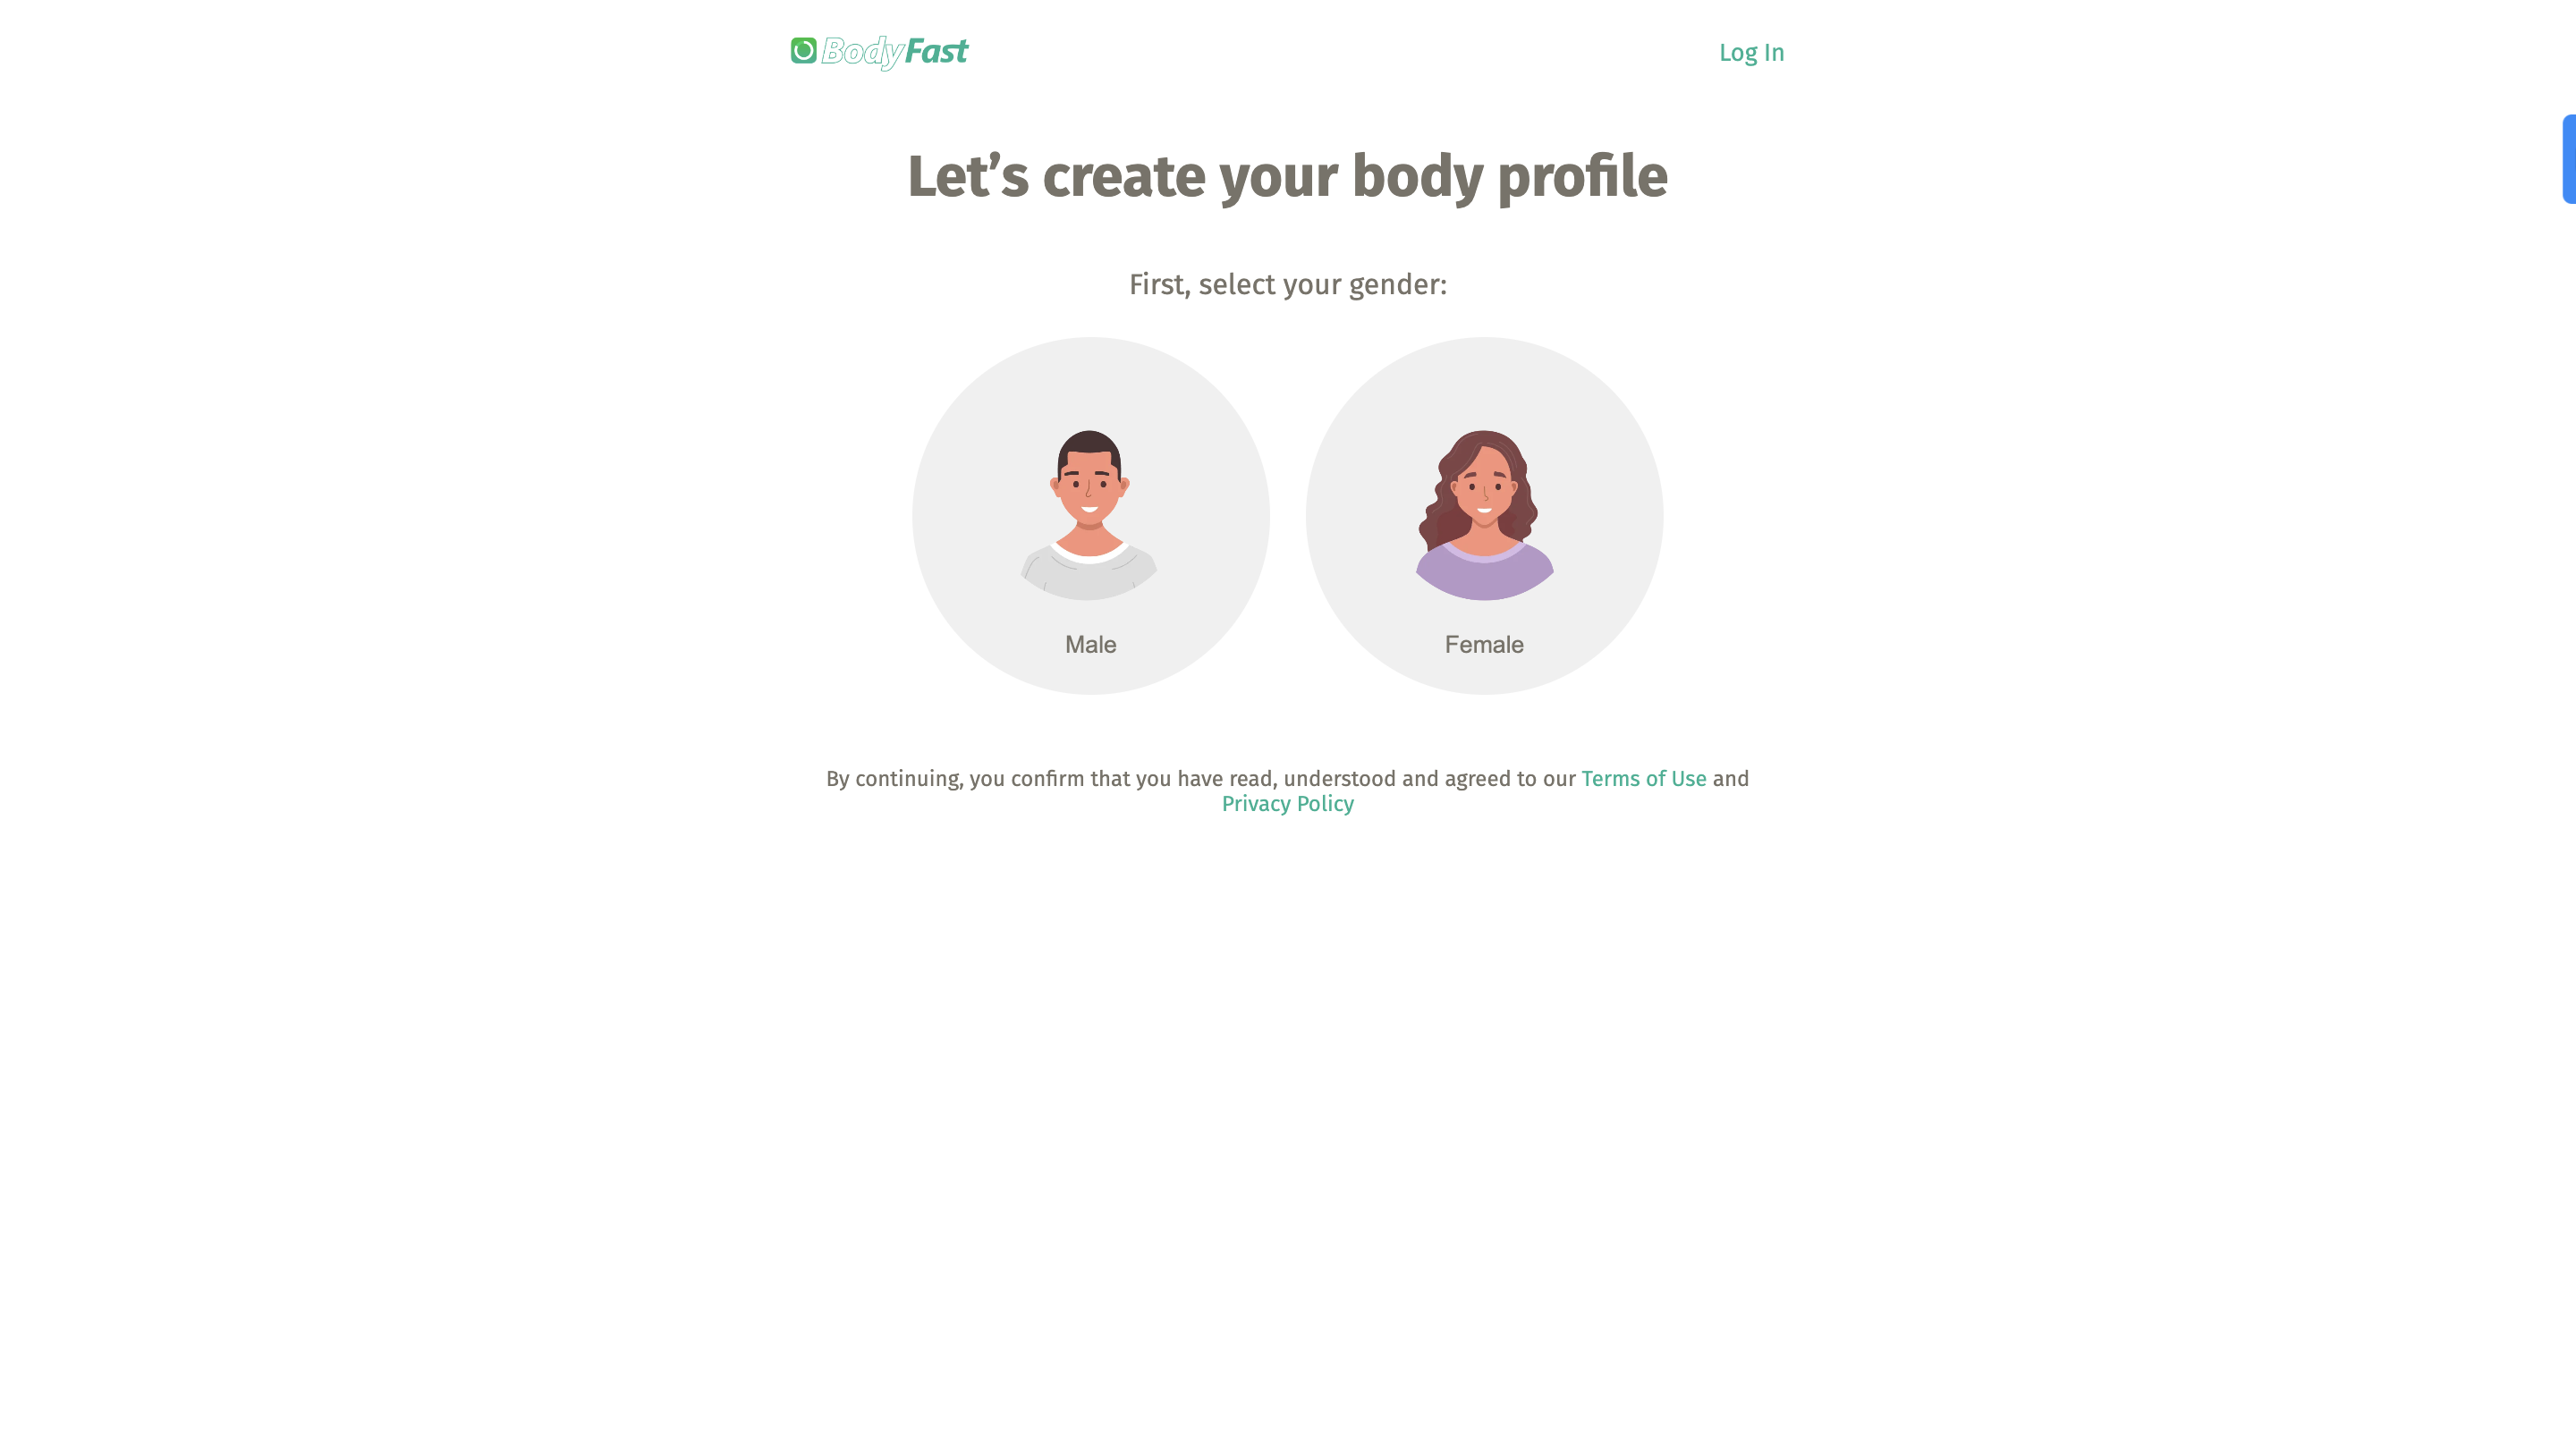 BodyFast
Log In
Let’s create your body profile
First, select your gender:
Male
Female
By continuing, you confirm that you have read, understood and agreed to our Terms of Use and
Privacy Policy